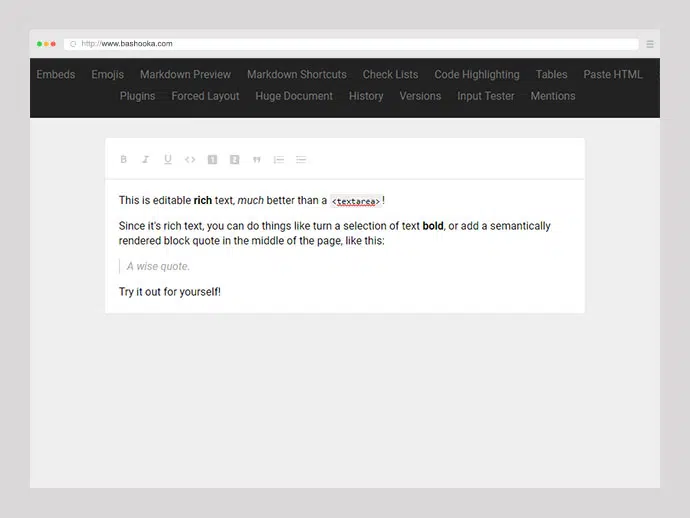 http://www.bashooka.com
Embeds Emojis Markdown Preview Markdown Shortcuts Check Lists Code Highlighting Tables Paste HTML
Plugins Forced Layout Huge Document History Versions Input Tester Mentions
B I U <> 1 2 "
This is editable rich text, much better than a <textarea>!
Since it's rich text, you can do things like turn a selection of text bold, or add a semantically
rendered block quote in the middle of the page, like this:
A wise quote.
Try it out for yourself!